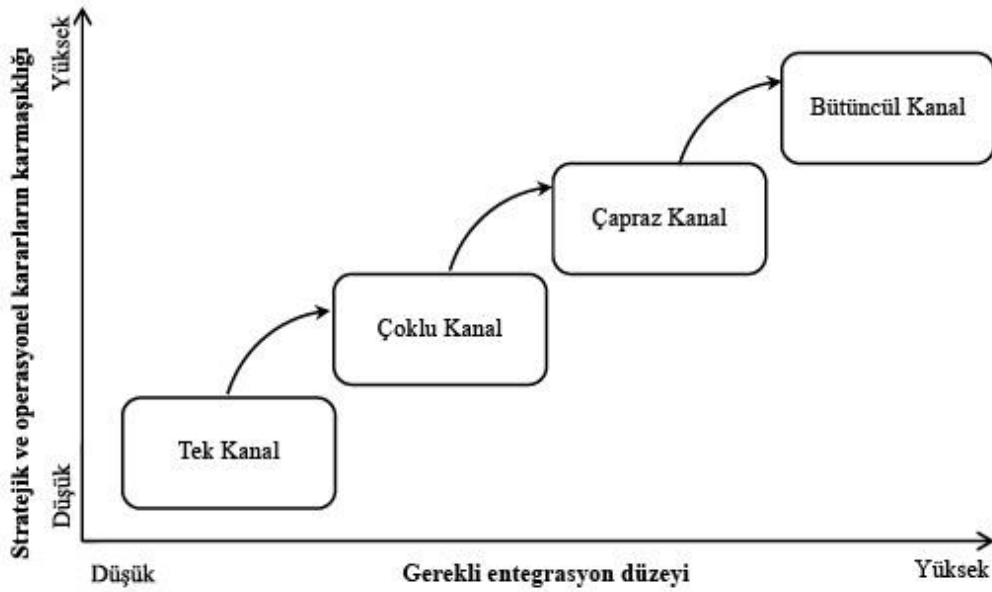 Stratejik ve operasyonel kararların karmaşıklığı
Yüksek
Düşük
Bütüncül Kanal
Çapraz Kanal
Çoklu Kanal
Tek Kanal
Düşük
Gerekli entegrasyon düzeyi
Yüksek